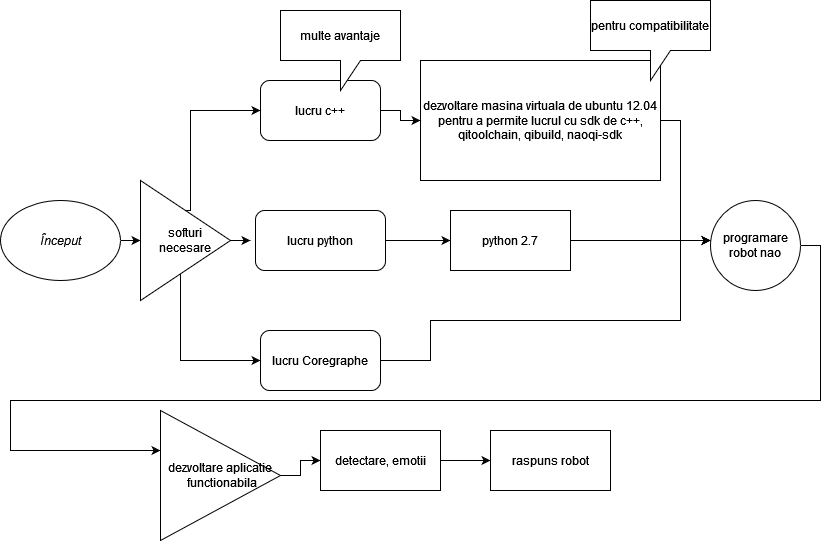 multe avantaje
pentru compatibilitate
lucru c++
dezvoltare masina virtuala de ubuntu 12.04
pentru a permite lucrul cu sdk de c++,
qitoolchain, qibuild, naoqi-sdk
Început
softuri
necesare
lucru python
python 2.7
programare
robot nao
lucru Coregraphe
dezvoltare aplicatie
functionabila
detectare, emotii
raspuns robot